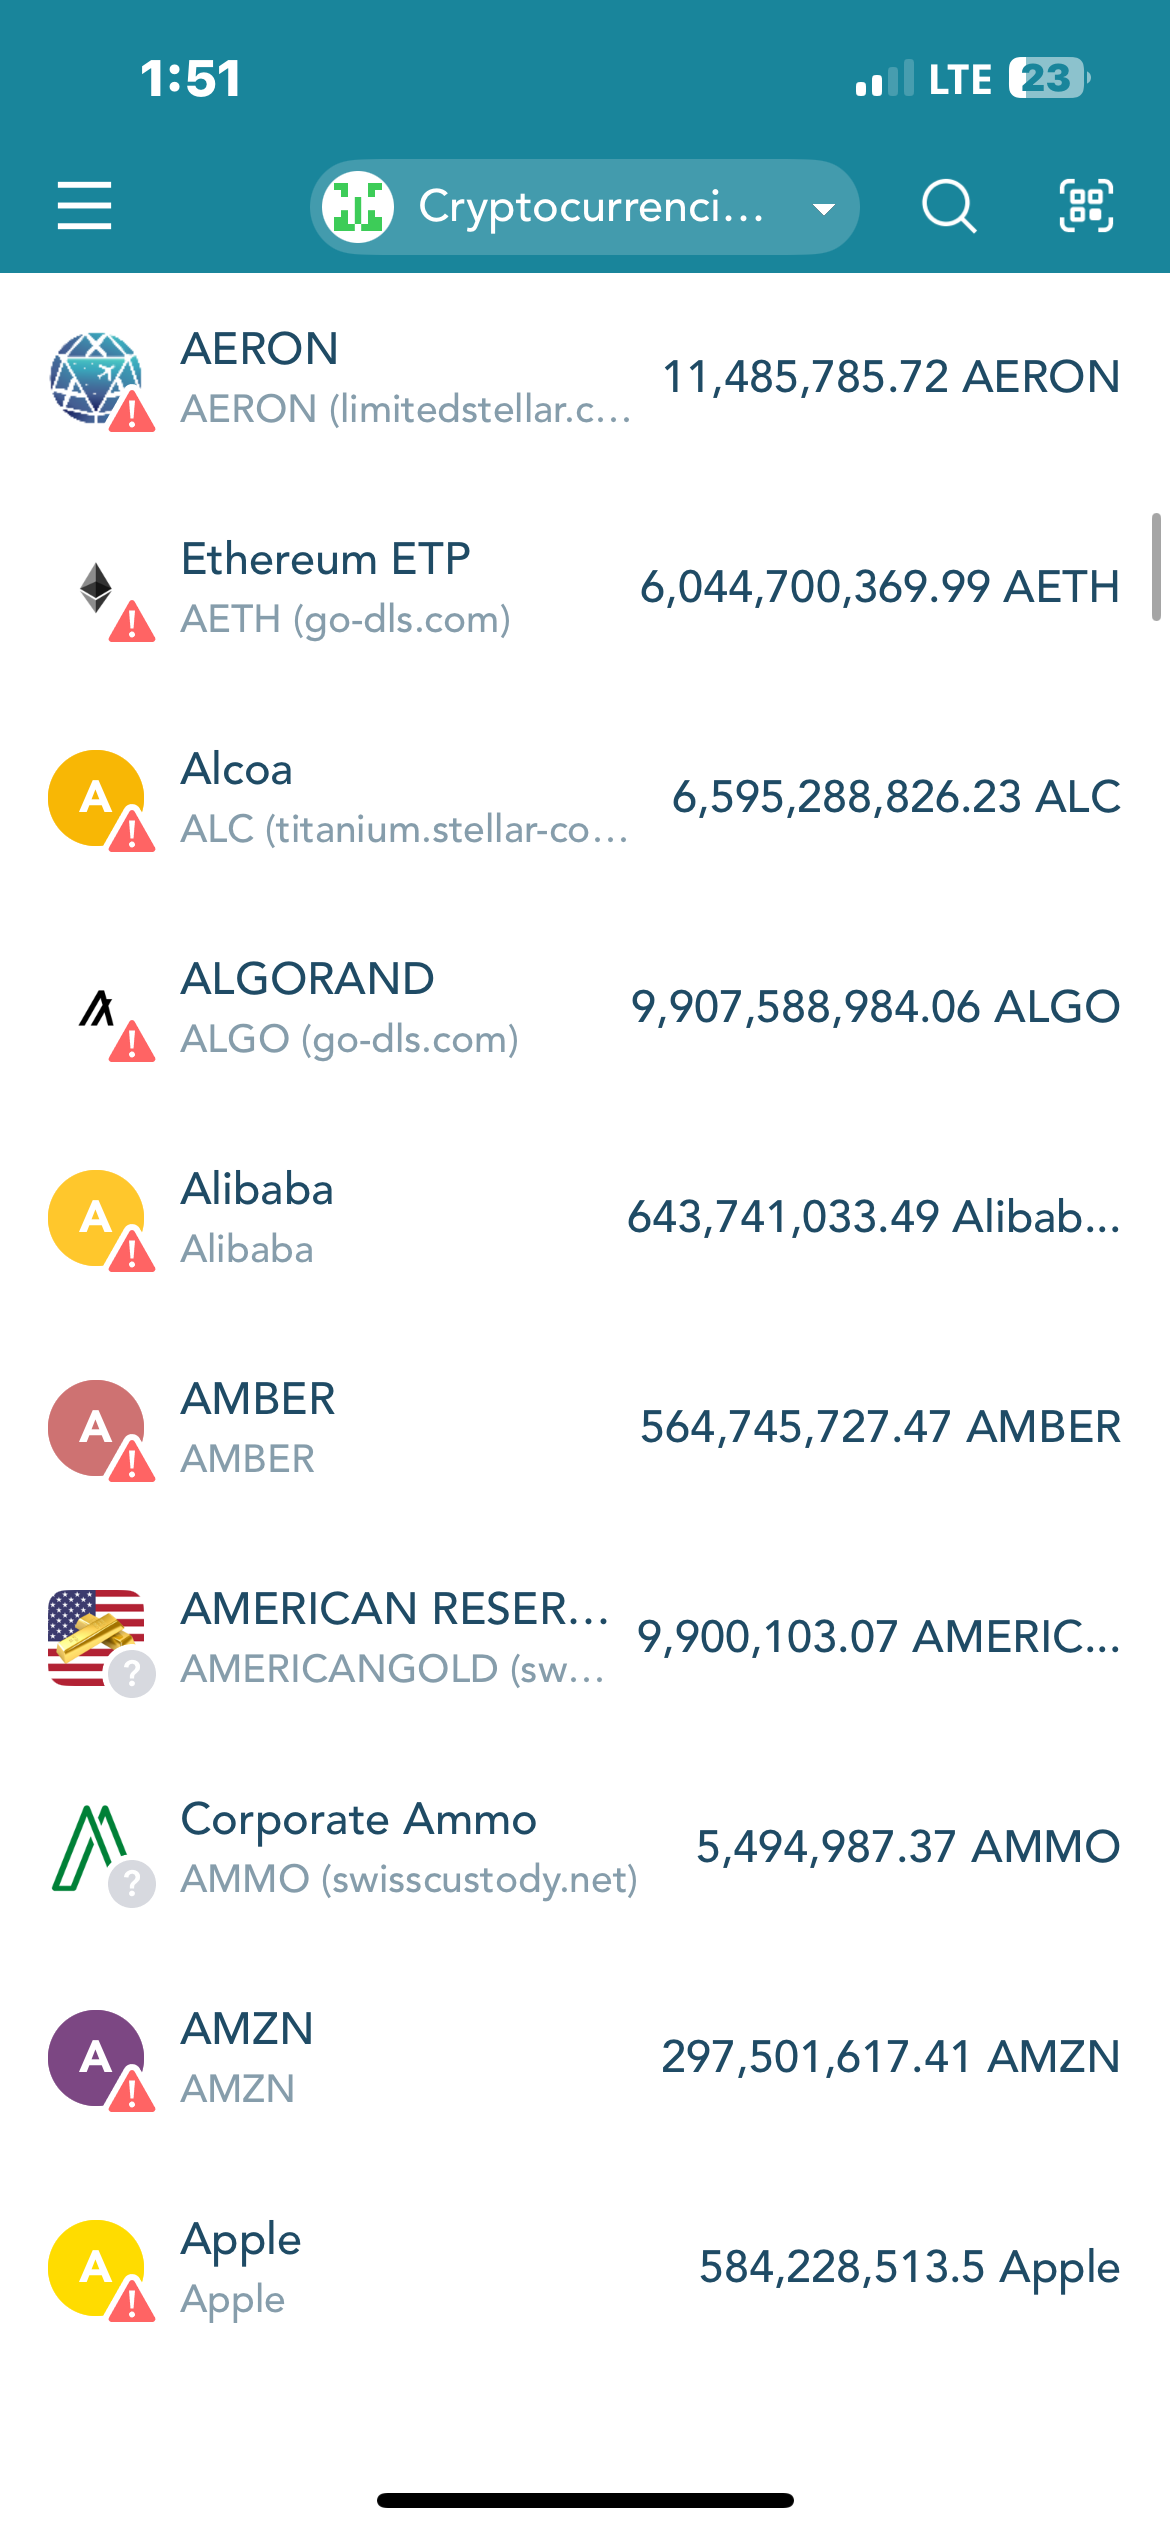 1:51
LTE 23
Cryptocurrenci...
AERON
11,485,785.72 AERON
AERON (limitedstellar.c...
Ethereum ETP
6,044,700,369.99 AETH
AETH (go-dls.com)
A
Alcoa
6,595,288,826.23 ALC
ALC (titanium.stellar-co...
ALGORAND
9,907,588,984.06 ALGO
ALGO (go-dls.com)
A
Alibaba
643,741,033.49 Alibab...
Alibaba
A
AMBER
564,745,727.47 AMBER
AMBER
AMERICAN RESER...
9,900,103.07 AMERIC...
AMERICANGOLD (sw...
Corporate Ammo
5,494,987.37 AMMO
AMMO (swisscustody.net)
A
AMZN
297,501,617.41 AMZN
AMZN
A
Apple
584,228,513.5 Apple
Apple